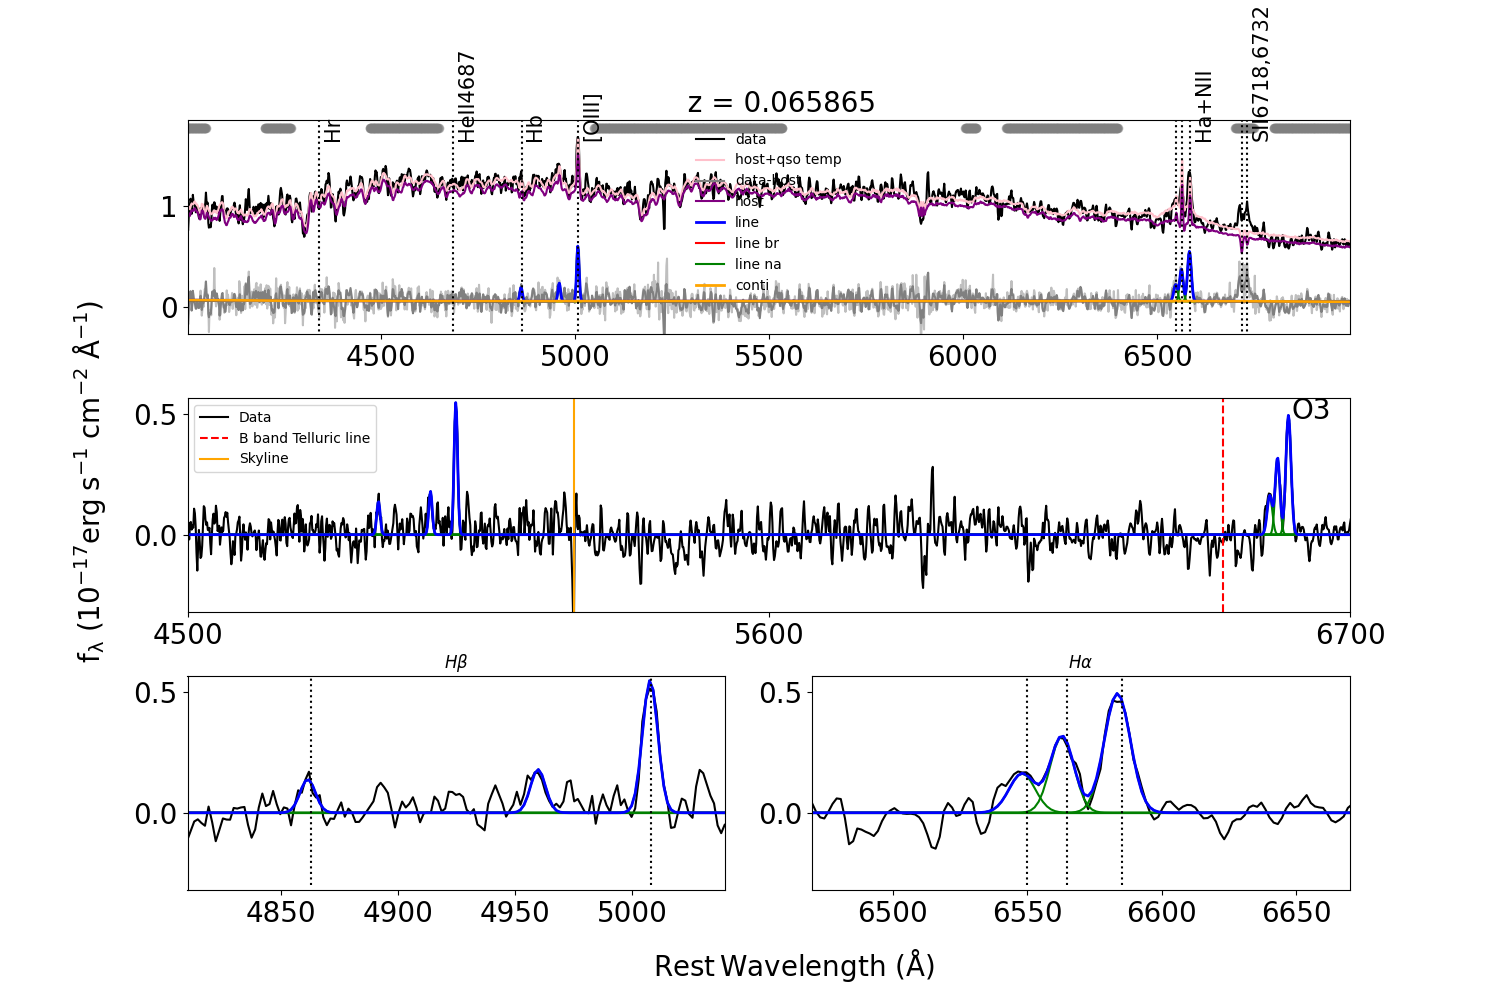 z = 0.065865
Hr
HeII4687
Hb
[OIII]
Ha+NII
SII6718,6732
data
host+qso temp
data-host
host
line
line br
line na
conti
1
0
4500
5000
5500
6000
6500
f_λ (10^−17 erg s^−1 cm^−2 Å^−1)
Data
B band Telluric line
Skyline
O3
0.5
0.0
4500
5600
6700
Hβ
0.5
0.0
4850
4900
4950
5000
Hα
0.5
0.0
6500
6550
6600
6650
Rest Wavelength (Å)